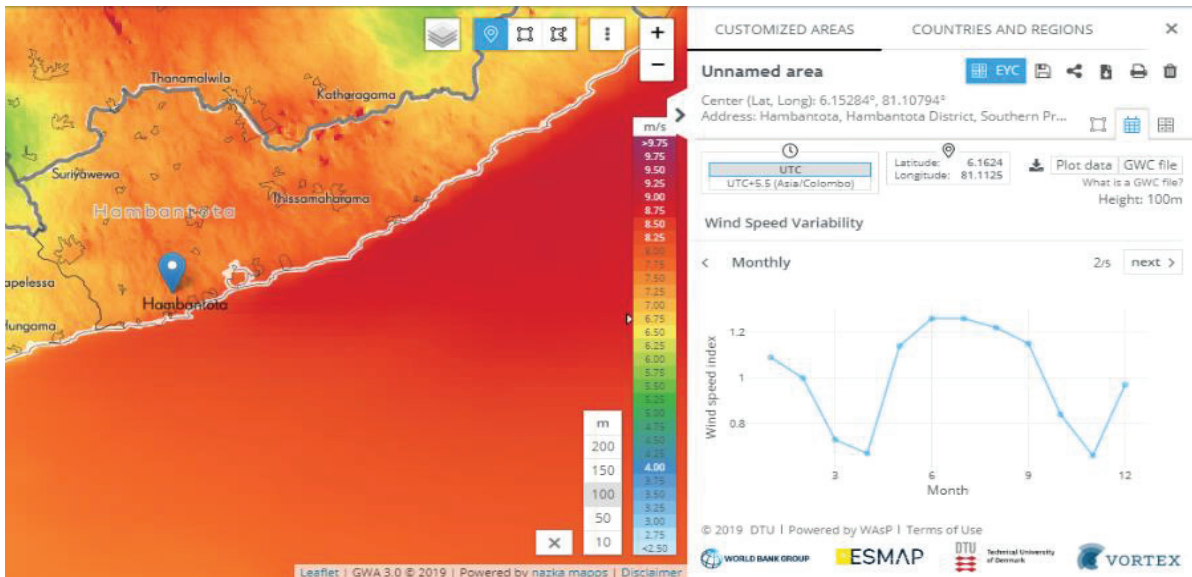 Thanamalwila
Katharagama
Suriyawewa
Thissamaharama
Hambantota
apelessa
Hambantota
Hungama
+
−
m/s
>9.75
9.75
9.50
9.25
9.00
8.75
8.50
8.25
8.00
7.75
7.50
7.25
7.00
6.75
6.50
6.25
6.00
5.75
5.50
5.25
5.00
4.75
4.50
4.25
4.00
3.75
3.50
3.25
3.00
2.75
<2.50
m
200
150
100
50
10
Leaflet | GWA 3.0 © 2019 | Powered by nazka mapps | Disclaimer
CUSTOMIZED AREAS COUNTRIES AND REGIONS
Unnamed area
EYC
Center (Lat, Long): 6.15284°, 81.10794°
Address: Hambantota, Hambantota District, Southern Pr...
UTC
UTC+5.5 (Asia/Colombo)
Latitude: 6.1624
Longitude: 81.1125
Plot data GWC file
What is a GWC file?
Height: 100m
Wind Speed Variability
< Monthly 2/5 next >
Wind speed index
1.2
1
0.8
3 6 9 12
Month
© 2019 DTU | Powered by WAsP | Terms of Use
WORLD BANK GROUP
ESMAP
DTU
Technical University
of Denmark
VORTEX